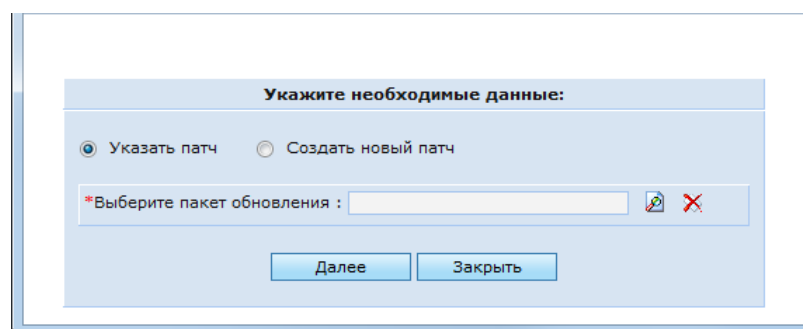 Укажите необходимые данные:
Указать патч Создать новый патч
*Выберите пакет обновления :
Далее Закрыть